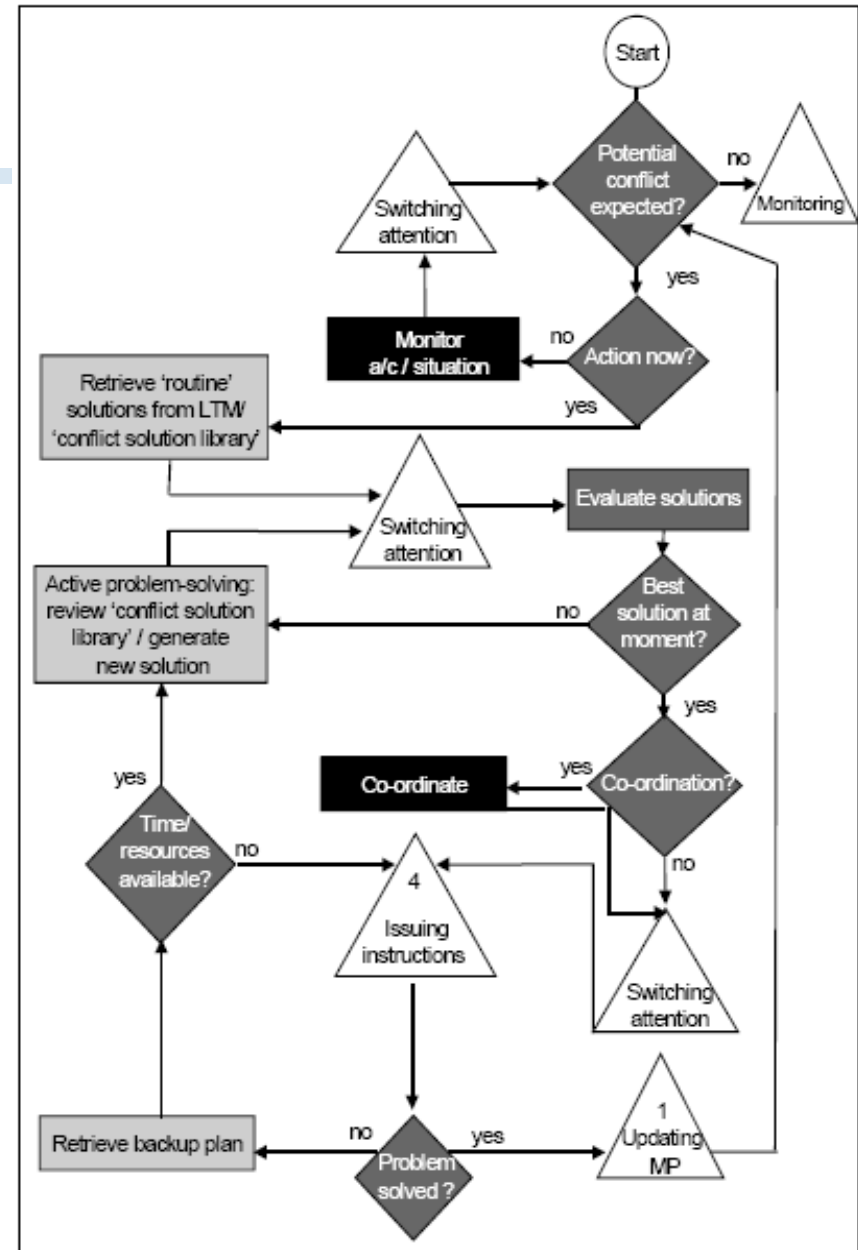 Start
Potential
conflict
expected?
no
Monitoring
Switching
attention
yes
Monitor
a/c / situation
no
Action now?
Retrieve ‘routine’
solutions from LTM/
‘conflict solution library’
yes
Switching
attention
Evaluate solutions
Active problem-solving:
review ‘conflict solution
library’ / generate
new solution
no
Best
solution at
moment?
yes
yes
Co-ordinate
yes
Co-ordination?
Time/
resources
available?
no
4
Issuing
instructions
no
Switching
attention
Retrieve backup plan
no
Problem
solved ?
yes
1
Updating
MP